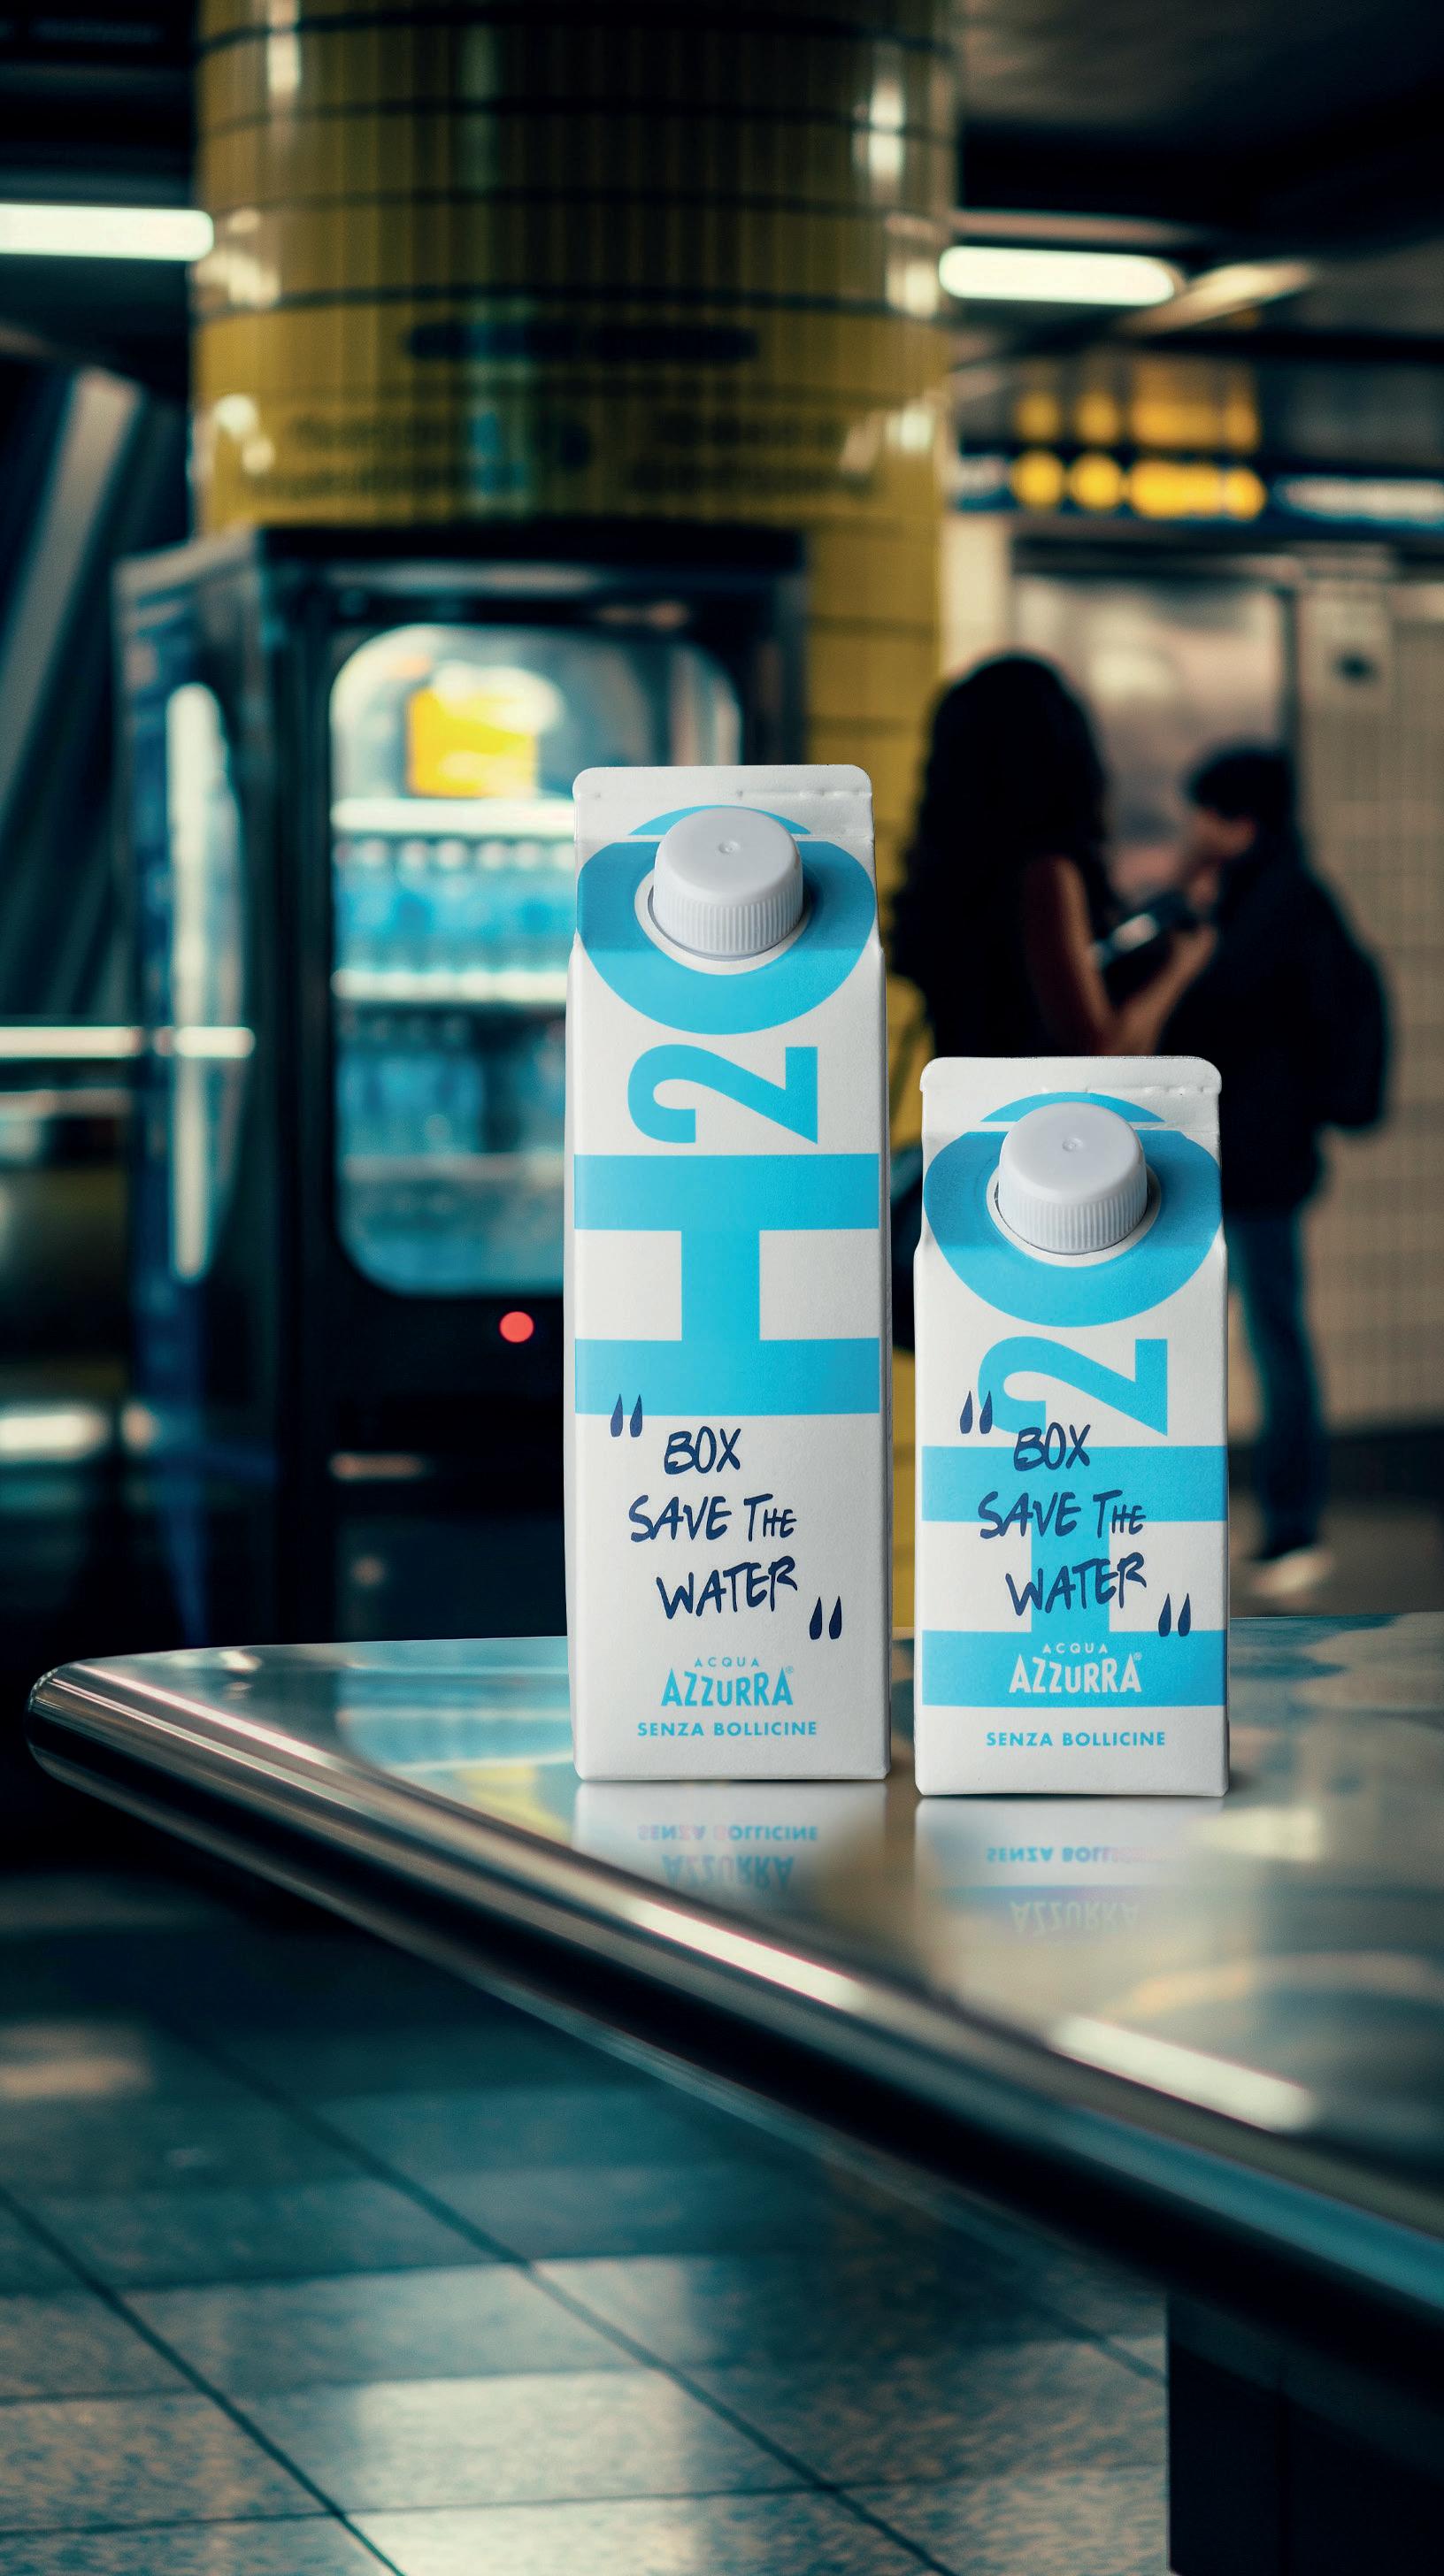 H2O
"BOX
SAVE THE
WATER"
ACQUA
AZZURRA®
SENZA BOLLICINE
H2O
"BOX
SAVE THE
WATER"
ACQUA
AZZURRA®
SENZA BOLLICINE